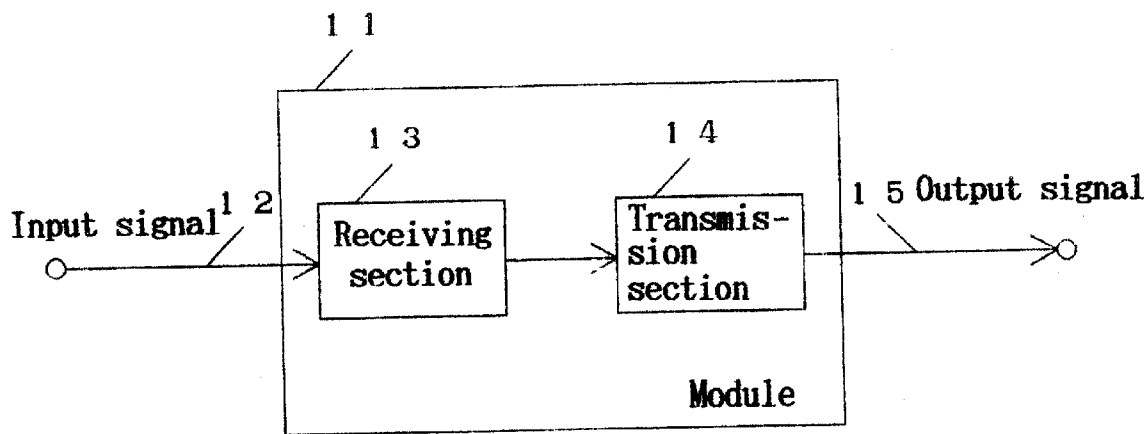 1 1
1 3
1 4
Input signal
1 2
Receiving
section
Transmis-
sion
section
1 5
Output signal
Module